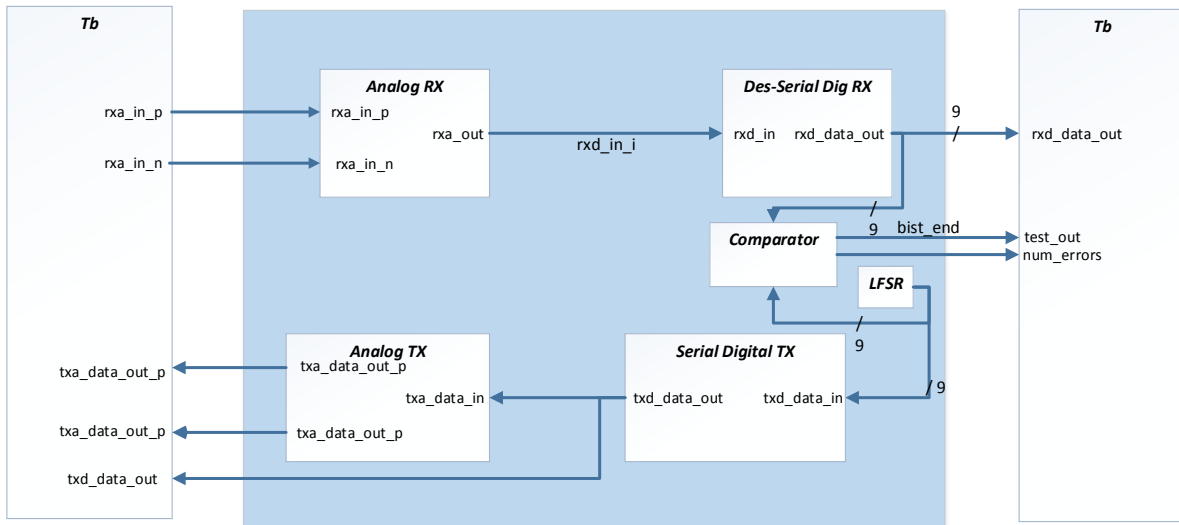 Tb
rxa_in_p
rxa_in_n
txa_data_out_p
txa_data_out_p
txd_data_out
Analog RX
rxa_in_p
rxa_out
rxa_in_n
rxd_in_i
Des-Serial Dig RX
rxd_in
rxd_data_out
9
/
/
9
Comparator
bist_end
LFSR
/
9
Analog TX
txa_data_out_p
txa_data_in
txa_data_out_p
Serial Digital TX
txd_data_out
txd_data_in
/ 9
Tb
rxd_data_out
test_out
num_errors